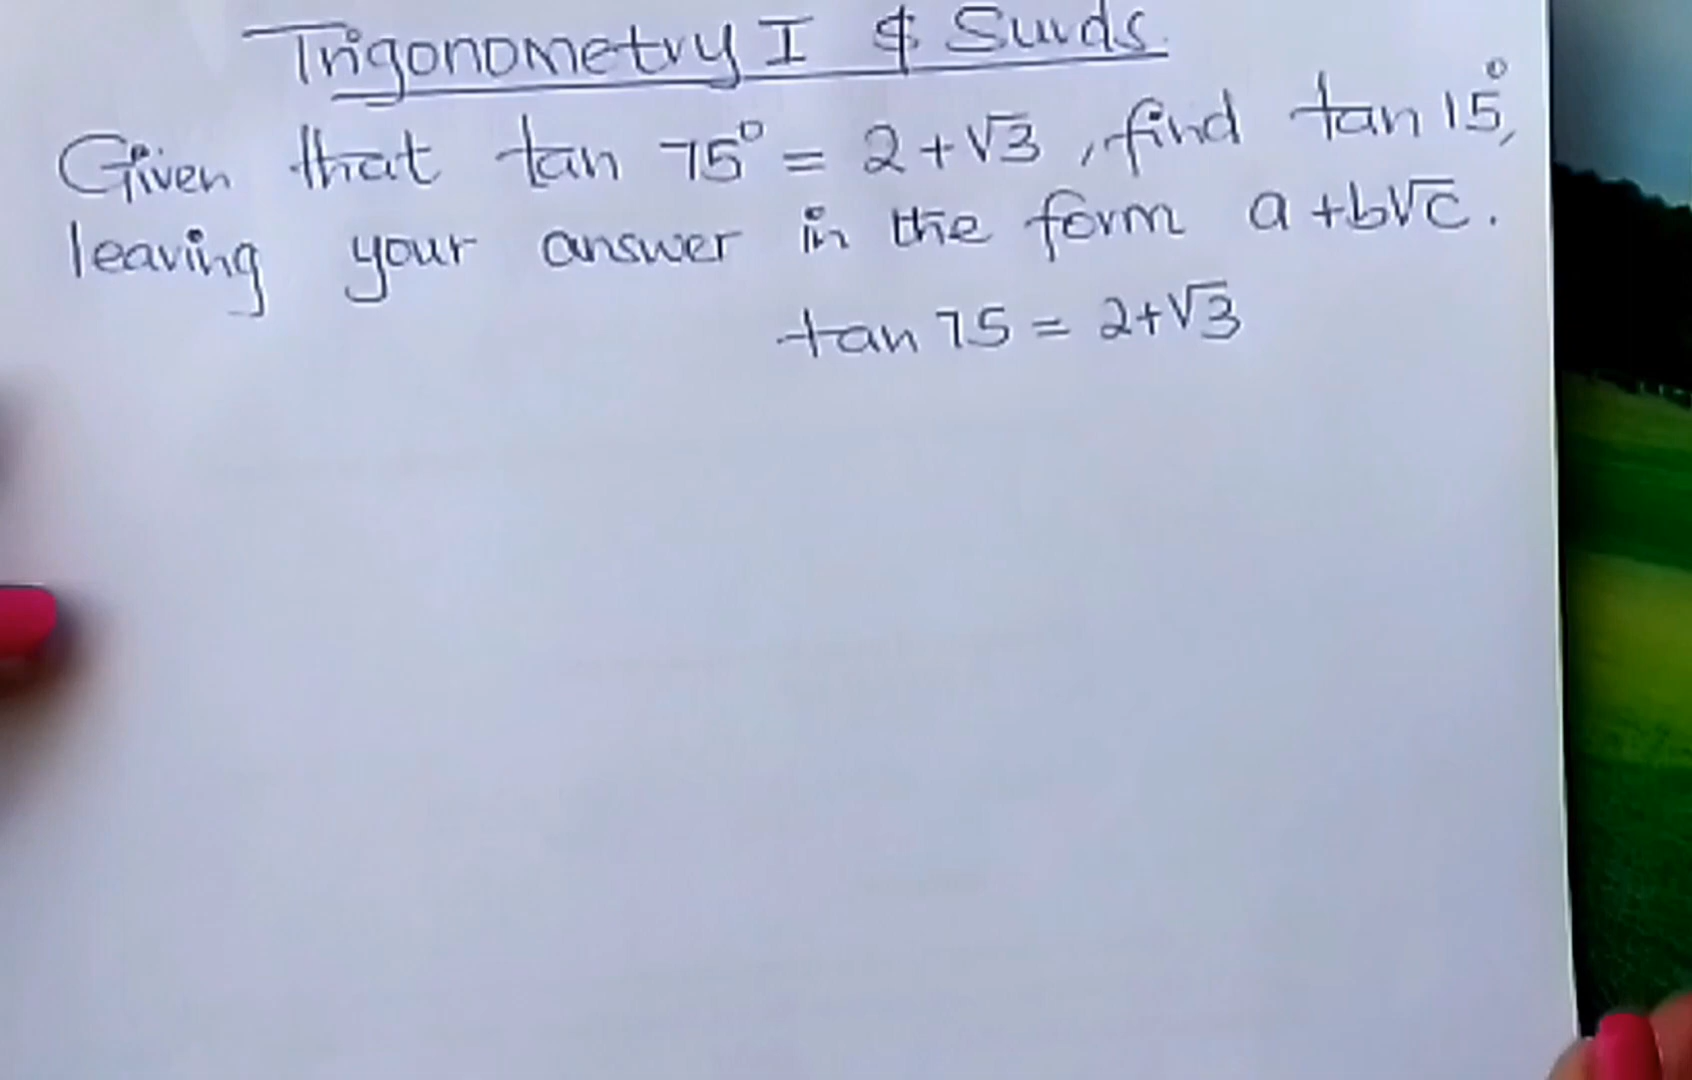 Trigonometry I & Surds.
Given that tan 75° = 2+√3, find tan 15°,
leaving your answer in the form a+b√c.
tan 75 = 2+√3